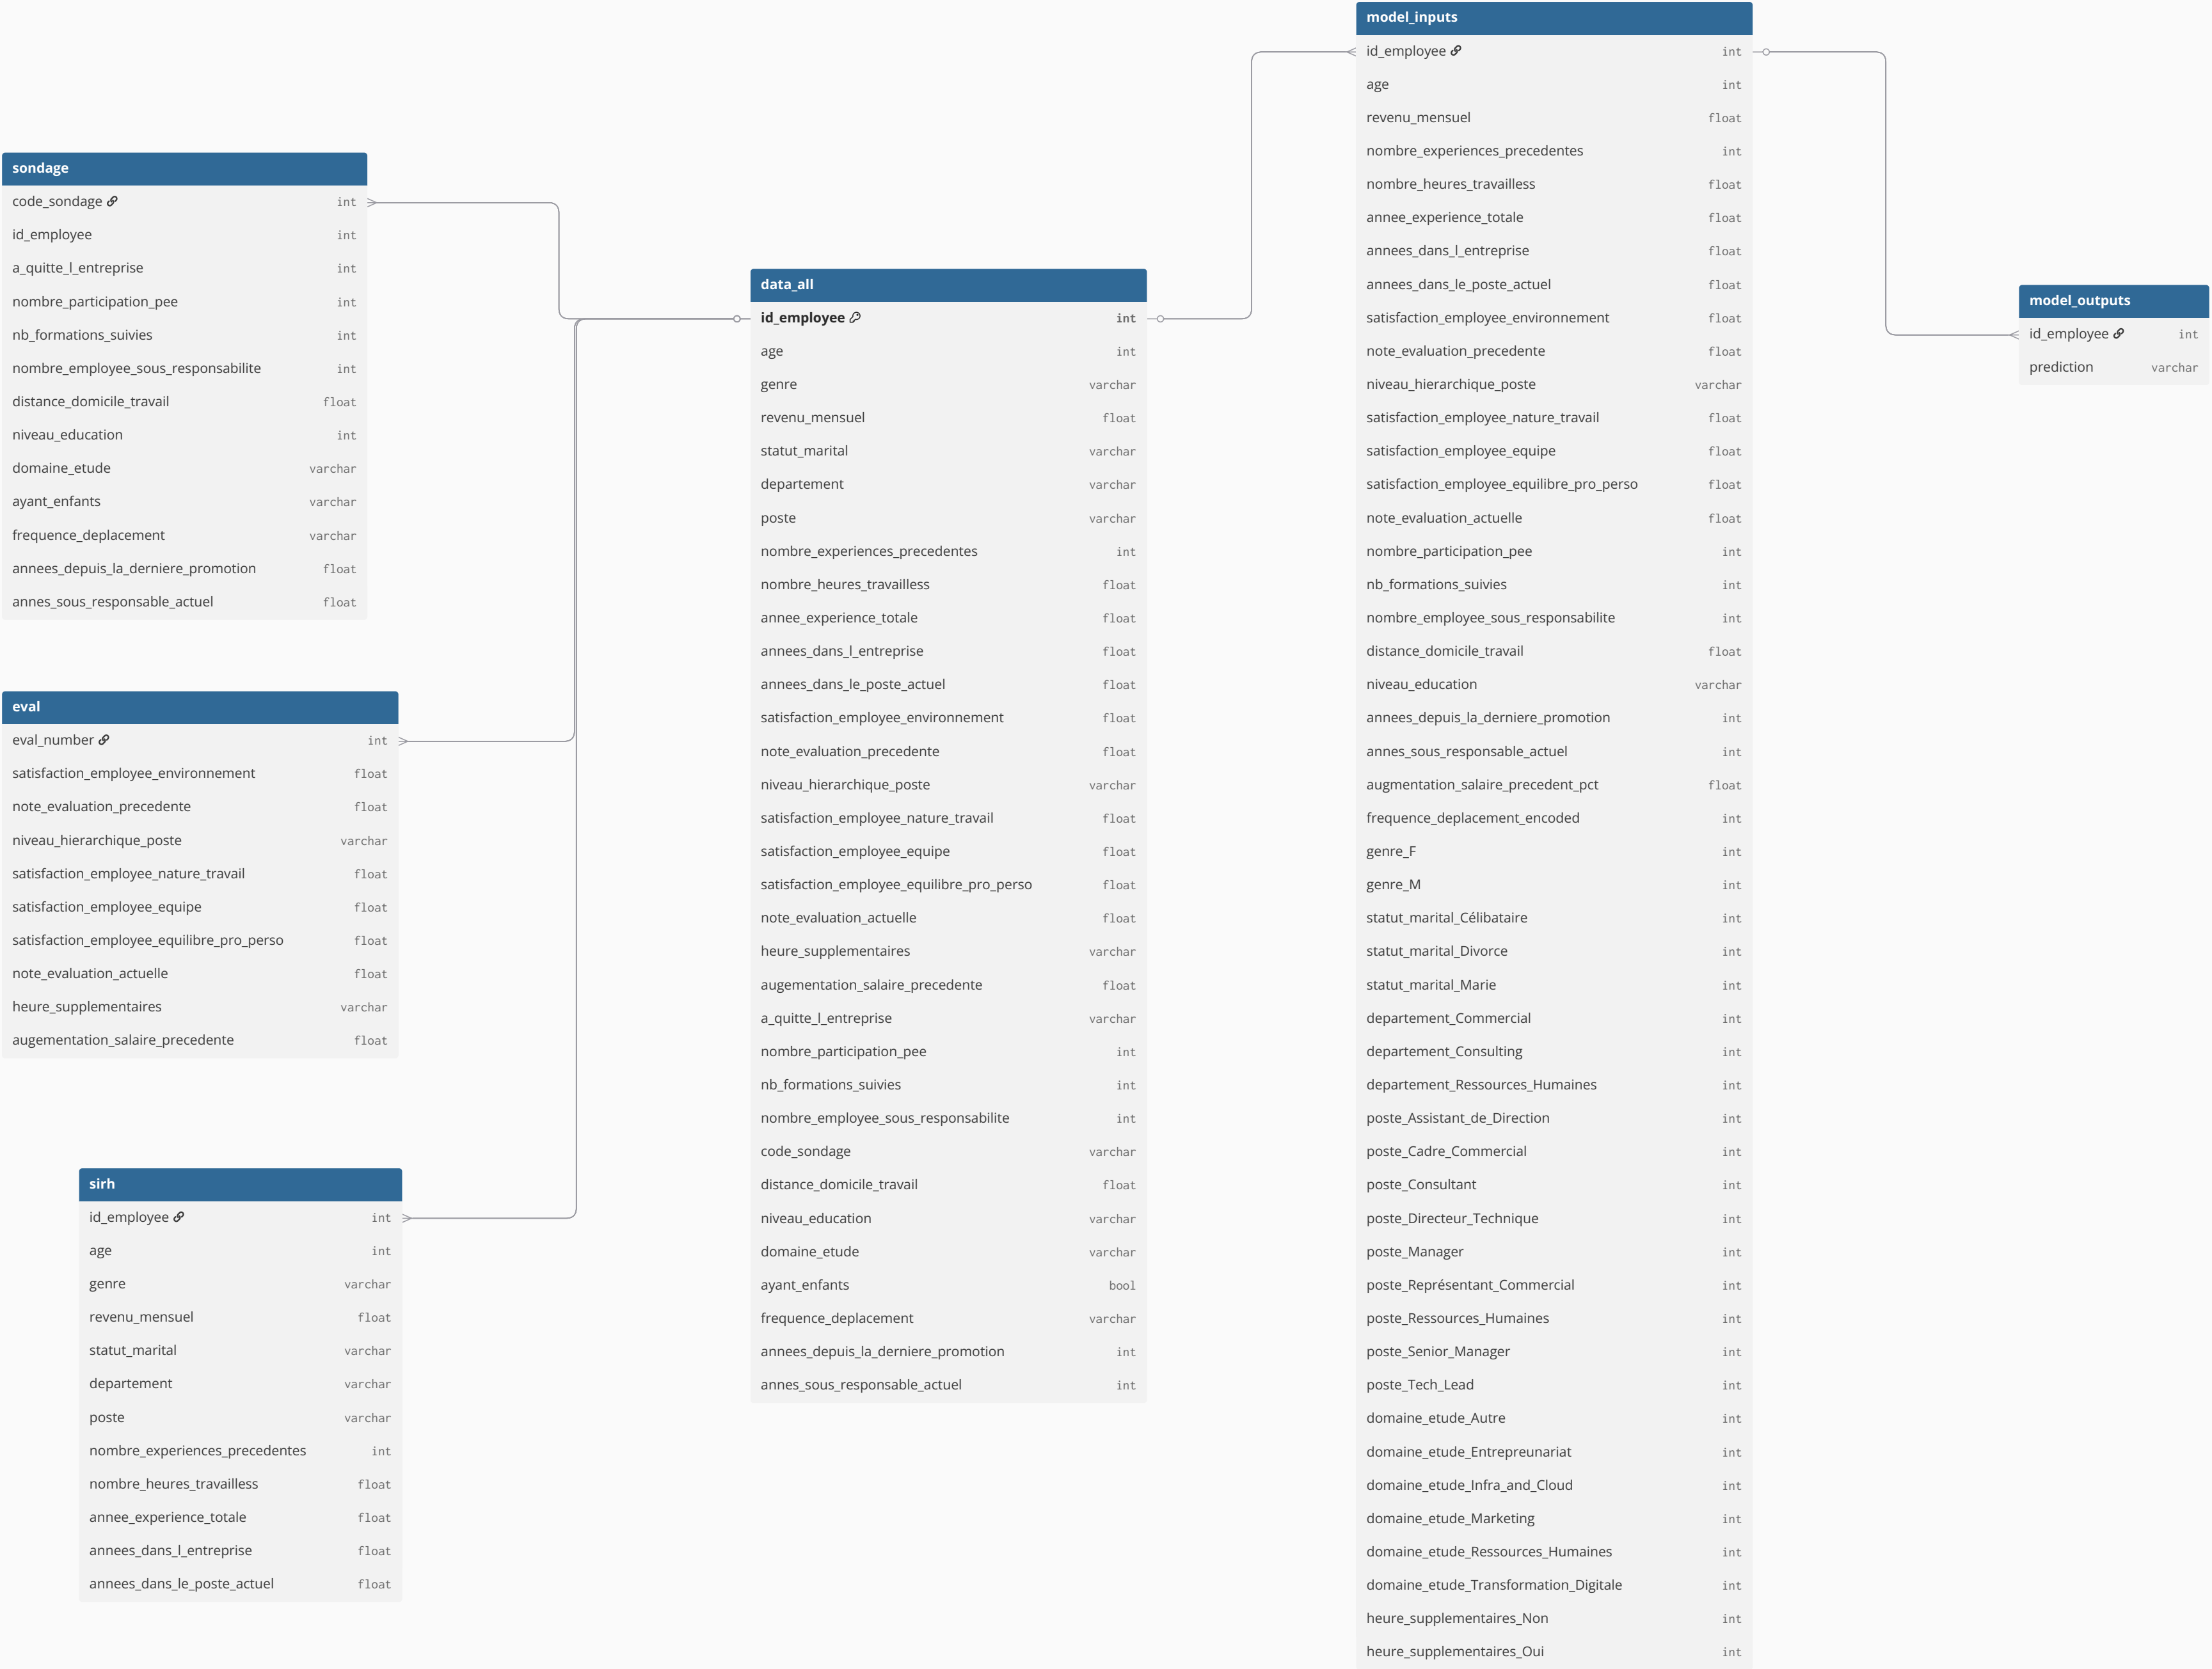 sondage
code_sondage int
id_employee int
a_quitte_l_entreprise int
nombre_participation_pee int
nb_formations_suivies int
nombre_employee_sous_responsabilite int
distance_domicile_travail float
niveau_education int
domaine_etude varchar
ayant_enfants varchar
frequence_deplacement varchar
annees_depuis_la_derniere_promotion float
annes_sous_responsable_actuel float
eval
eval_number int
satisfaction_employee_environnement float
note_evaluation_precedente float
niveau_hierarchique_poste varchar
satisfaction_employee_nature_travail float
satisfaction_employee_equipe float
satisfaction_employee_equilibre_pro_perso float
note_evaluation_actuelle float
heure_supplementaires varchar
augementation_salaire_precedente float
sirh
id_employee int
age int
genre varchar
revenu_mensuel float
statut_marital varchar
departement varchar
poste varchar
nombre_experiences_precedentes int
nombre_heures_travailless float
annee_experience_totale float
annees_dans_l_entreprise float
annees_dans_le_poste_actuel float
data_all
id_employee int
age int
genre varchar
revenu_mensuel float
statut_marital varchar
departement varchar
poste varchar
nombre_experiences_precedentes int
nombre_heures_travailless float
annee_experience_totale float
annees_dans_l_entreprise float
annees_dans_le_poste_actuel float
satisfaction_employee_environnement float
note_evaluation_precedente float
niveau_hierarchique_poste varchar
satisfaction_employee_nature_travail float
satisfaction_employee_equipe float
satisfaction_employee_equilibre_pro_perso float
note_evaluation_actuelle float
heure_supplementaires varchar
augementation_salaire_precedente float
a_quitte_l_entreprise varchar
nombre_participation_pee int
nb_formations_suivies int
nombre_employee_sous_responsabilite int
code_sondage varchar
distance_domicile_travail float
niveau_education varchar
domaine_etude varchar
ayant_enfants bool
frequence_deplacement varchar
annees_depuis_la_derniere_promotion int
annes_sous_responsable_actuel int
model_inputs
id_employee int
age int
revenu_mensuel float
nombre_experiences_precedentes int
nombre_heures_travailless float
annee_experience_totale float
annees_dans_l_entreprise float
annees_dans_le_poste_actuel float
satisfaction_employee_environnement float
note_evaluation_precedente float
niveau_hierarchique_poste varchar
satisfaction_employee_nature_travail float
satisfaction_employee_equipe float
satisfaction_employee_equilibre_pro_perso float
note_evaluation_actuelle float
nombre_participation_pee int
nb_formations_suivies int
nombre_employee_sous_responsabilite int
distance_domicile_travail float
niveau_education varchar
annees_depuis_la_derniere_promotion int
annes_sous_responsable_actuel int
augmentation_salaire_precedent_pct float
frequence_deplacement_encoded int
genre_F int
genre_M int
statut_marital_Célibataire int
statut_marital_Divorce int
statut_marital_Marie int
departement_Commercial int
departement_Consulting int
departement_Ressources_Humaines int
poste_Assistant_de_Direction int
poste_Cadre_Commercial int
poste_Consultant int
poste_Directeur_Technique int
poste_Manager int
poste_Représentant_Commercial int
poste_Ressources_Humaines int
poste_Senior_Manager int
poste_Tech_Lead int
domaine_etude_Autre int
domaine_etude_Entrepreunariat int
domaine_etude_Infra_and_Cloud int
domaine_etude_Marketing int
domaine_etude_Ressources_Humaines int
domaine_etude_Transformation_Digitale int
heure_supplementaires_Non int
heure_supplementaires_Oui int
model_outputs
id_employee int
prediction varchar